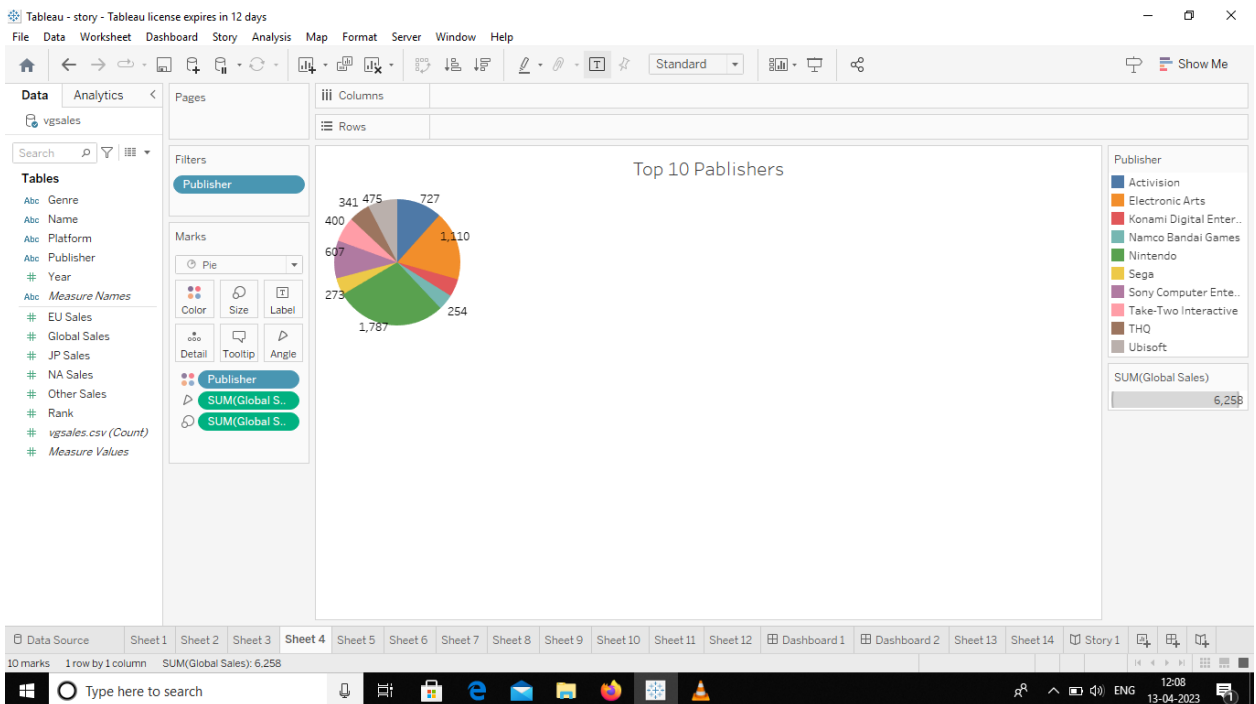 Tableau - story - Tableau license expires in 12 days
File Data Worksheet Dashboard Story Analysis Map Format Server Window Help
Standard
Show Me
Data Analytics
Pages
Columns
vgsales
Rows
Search
Filters
Top 10 Pablishers
Publisher
Tables
Publisher
Activision
Abc Genre
Electronic Arts
Abc Name
Konami Digital Enter..
Abc Platform
Marks
Namco Bandai Games
Abc Publisher
Nintendo
# Year
Pie
Sega
Abc Measure Names
Sony Computer Ente...
Color Size Label
Take-Two Interactive
# EU Sales
THQ
# Global Sales
Ubisoft
# JP Sales
Detail Tooltip Angle
# NA Sales
Publisher
SUM(Global Sales)
# Other Sales
SUM(Global S..
6,258
# Rank
SUM(Global S..
# vgsales.csv (Count)
# Measure Values
341 475 727
400
1,110
607
273
254
1,787
Data Source Sheet 1 Sheet 2 Sheet 3 Sheet 4 Sheet 5 Sheet 6 Sheet 7 Sheet 8 Sheet 9 Sheet 10 Sheet 11 Sheet 12 Dashboard 1 Dashboard 2 Sheet 13 Sheet 14 Story 1
10 marks 1 row by 1 column SUM(Global Sales): 6,258
Type here to search
ENG
12:08
13-04-2023
1